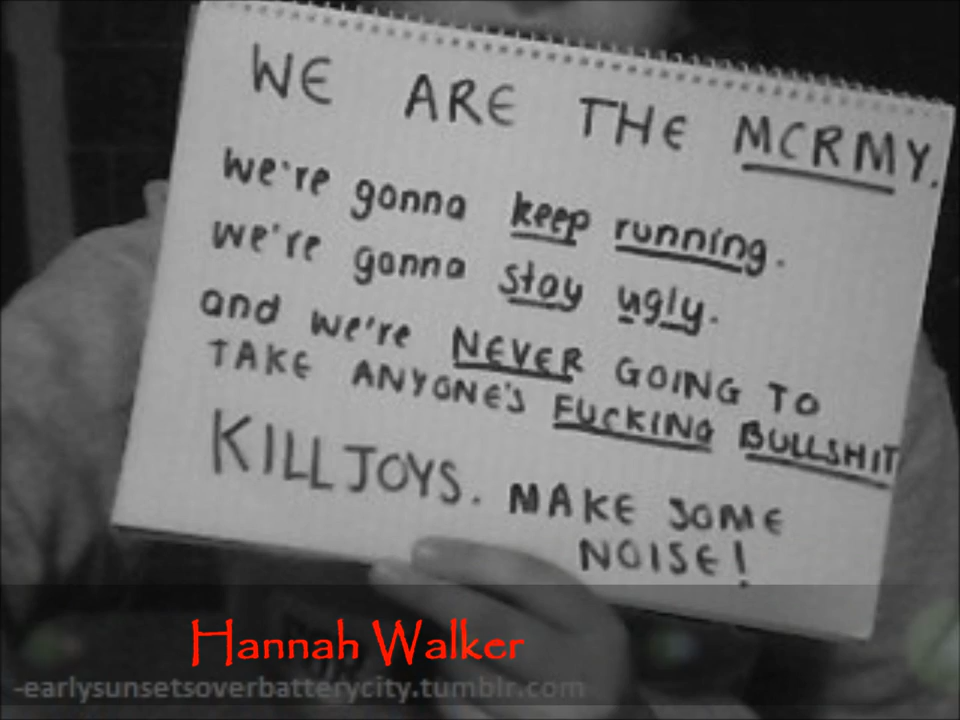 WE ARE THE MCRMY.
we're gonna keep running.
we're gonna stay ugly.
and we're NEVER GOING TO
TAKE ANYONE'S FUCKING BULLSHIT
KILLJOYS. MAKE SOME
NOISE!
Hannah Walker
-earlysunsetsoverbatterycity.tumblr.com